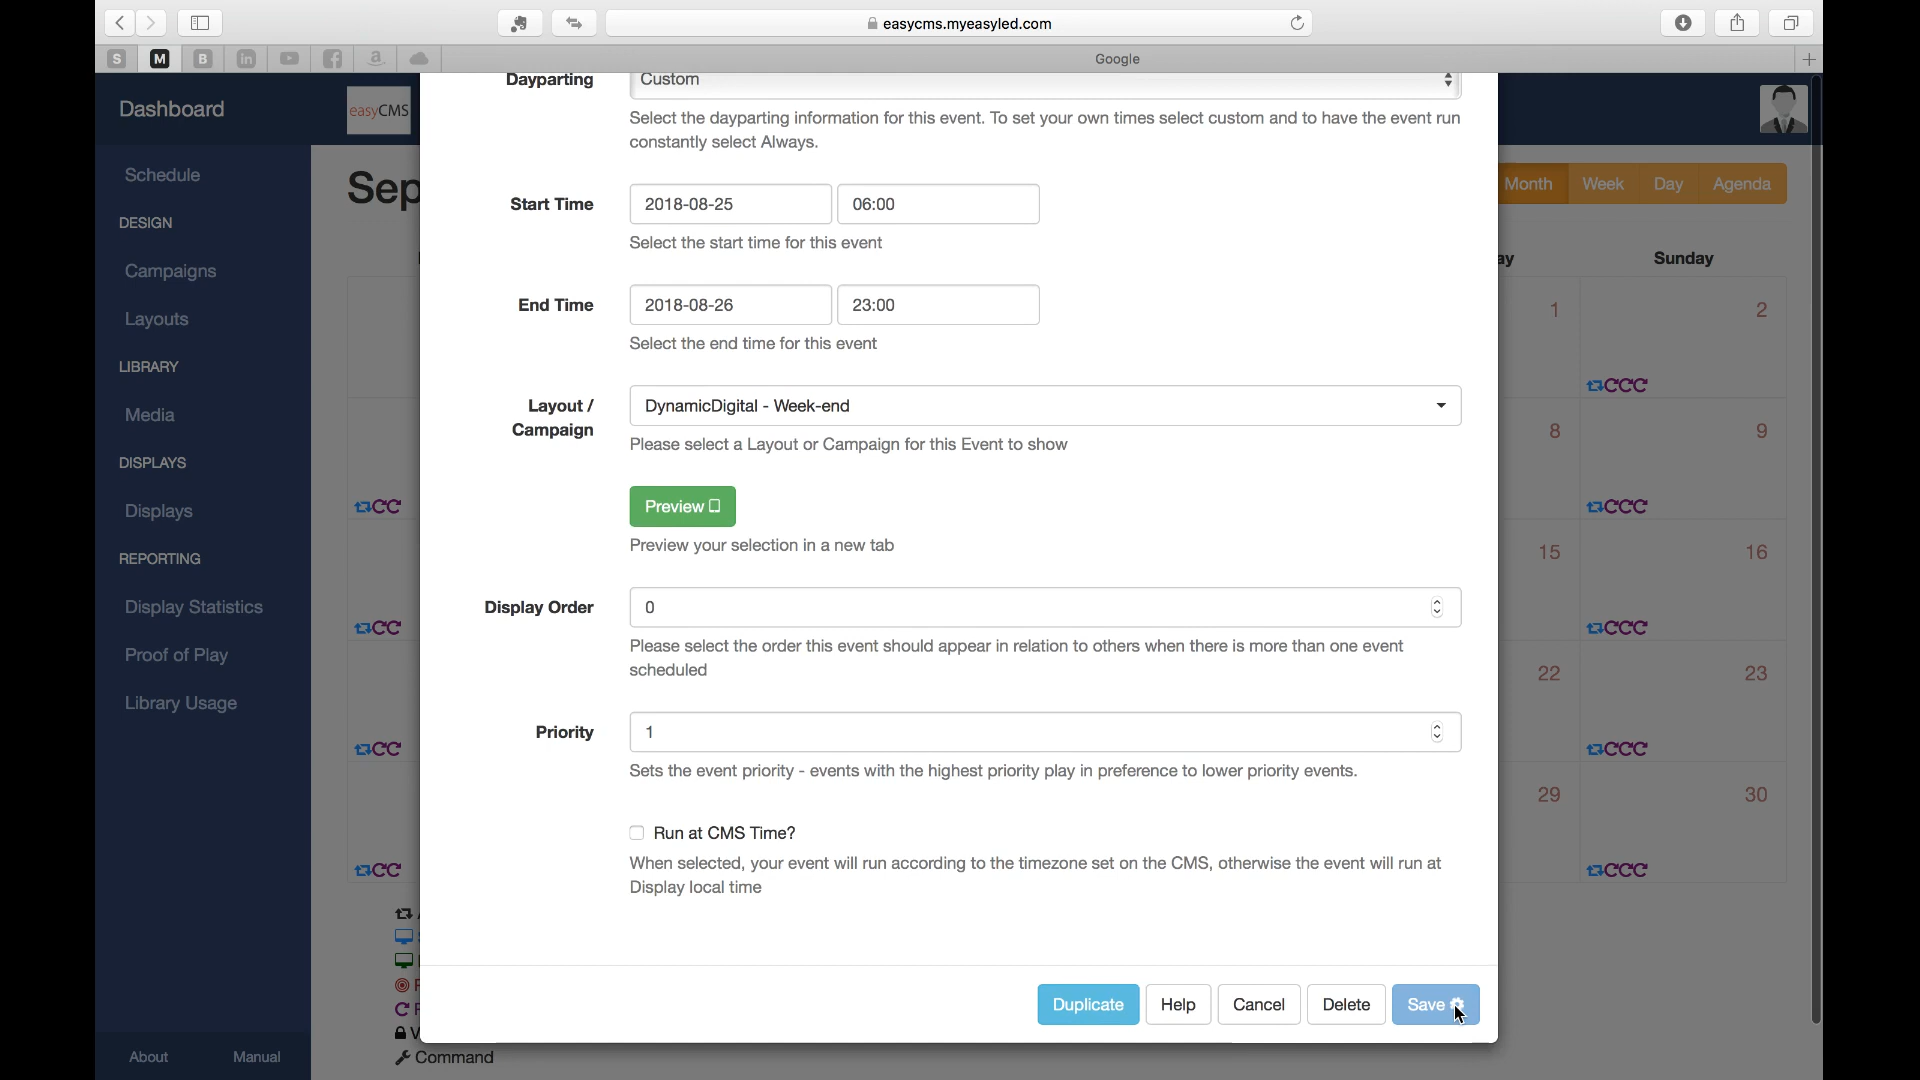 easycms.myeasyled.com
S M B in a
Google
Dashboard
easyCMS
Schedule
DESIGN
Campaigns
Layouts
LIBRARY
Media
DISPLAYS
Displays
REPORTING
Display Statistics
Proof of Play
Library Usage
About Manual
Sep
Month Week Day Agenda
ay Sunday
1 2
8 9
15 16
22 23
29 30
Dayparting Custom
Select the dayparting information for this event. To set your own times select custom and to have the event run
constantly select Always.
Start Time 2018-08-25 06:00
Select the start time for this event
End Time 2018-08-26 23:00
Select the end time for this event
Layout /
Campaign
DynamicDigital - Week-end
Please select a Layout or Campaign for this Event to show
Preview
Preview your selection in a new tab
Display Order 0
Please select the order this event should appear in relation to others when there is more than one event
scheduled
Priority 1
Sets the event priority - events with the highest priority play in preference to lower priority events.
Run at CMS Time?
When selected, your event will run according to the timezone set on the CMS, otherwise the event will run at
Display local time
Duplicate Help Cancel Delete Save
Command